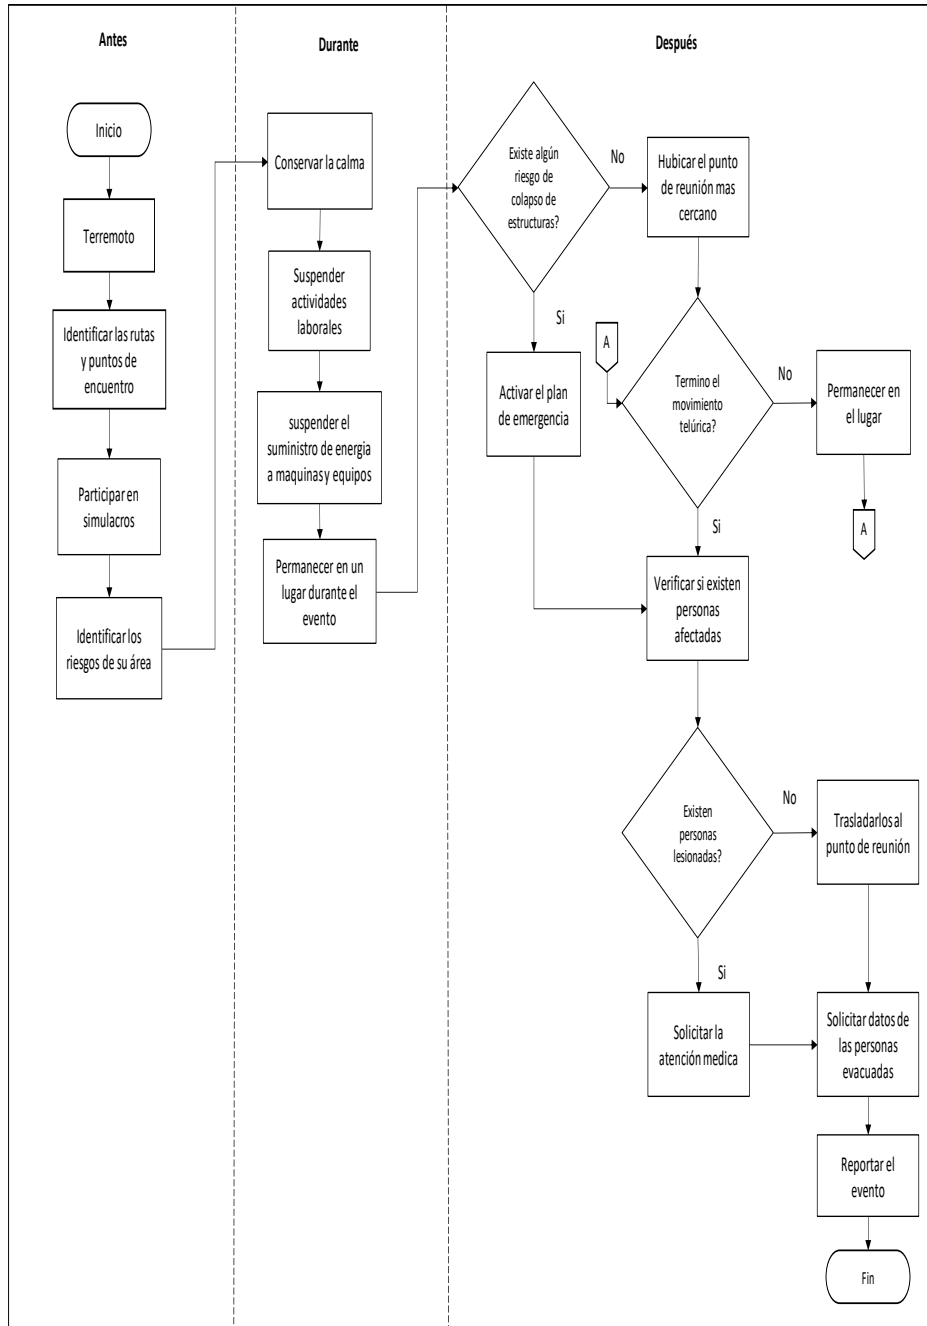 Antes
Inicio
Terremoto
Identificar las rutas
y puntos de
encuentro
Participar en
simulacros
Identificar los
riesgos de su área
Durante
Conservar la calma
Suspender
actividades
laborales
suspender el
suministro de energia
a maquinas y equipos
Permanecer en un
lugar durante el
evento
Después
Existe algún
riesgo de
colapso de
estructuras?
No
Hubicar el punto
de reunión mas
cercano
Si
Activar el plan
de emergencia
A
Termino el
movimiento
telúrica?
No
Permanecer en
el lugar
A
Si
Verificar si existen
personas
afectadas
Existen
personas
lesionadas?
No
Trasladarlos al
punto de reunión
Si
Solicitar la
atención medica
Solicitar datos de
las personas
evacuadas
Reportar el
evento
Fin